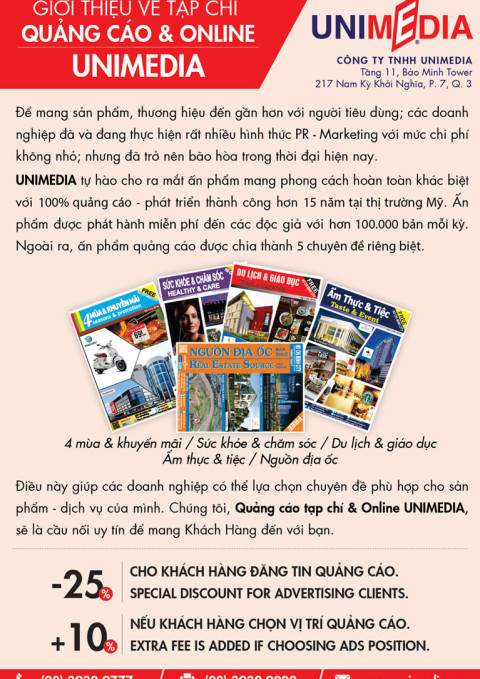 GIỚI THIỆU VỀ TẠP CHÍ
QUẢNG CÁO & ONLINE
UNIMEDIA
UNIMEDIA
CÔNG TY TNHH UNIMEDIA
Tầng 11, Bảo Minh Tower
217 Nam Kỳ Khởi Nghĩa, P. 7, Q. 3
Để mang sản phẩm, thương hiệu đến gần hơn với người tiêu dùng; các doanh
nghiệp đã và đang thực hiện rất nhiều hình thức PR - Marketing với mức chi phí
không nhỏ; nhưng đã trở nên bão hòa trong thời đại hiện nay.
UNIMEDIA tự hào cho ra mắt ấn phẩm mang phong cách hoàn toàn khác biệt
với 100% quảng cáo - phát triển thành công hơn 15 năm tại thị trường Mỹ. Ấn
phẩm được phát hành miễn phí đến các độc giả với hơn 100.000 bản mỗi kỳ.
Ngoài ra, ấn phẩm quảng cáo được chia thành 5 chuyên đề riêng biệt.
4 MÙA & KHUYẾN MÃI
seasons & promotion
SỨC KHỎE & CHĂM SÓC
HEALTHY & CARE
DU LỊCH & GIÁO DỤC
FREE
Ẩm Thực & Tiệc
Taste & Event
NGUỒN ĐỊA ỐC
REAL ESTATE SOURCE
4 mùa & khuyến mãi / Sức khỏe & chăm sóc / Du lịch & giáo dục
Ẩm thực & tiệc / Nguồn địa ốc
Điều này giúp các doanh nghiệp có thể lựa chọn chuyên đề phù hợp cho sản
phẩm - dịch vụ của mình. Chúng tôi, Quảng cáo tạp chí & Online UNIMEDIA,
sẽ là cầu nối uy tín để mang Khách Hàng đến với bạn.
-25%
CHO KHÁCH HÀNG ĐĂNG TIN QUẢNG CÁO.
SPECIAL DISCOUNT FOR ADVERTISING CLIENTS.
+10%
NẾU KHÁCH HÀNG CHỌN VỊ TRÍ QUẢNG CÁO.
EXTRA FEE IS ADDED IF CHOOSING ADS POSITION.